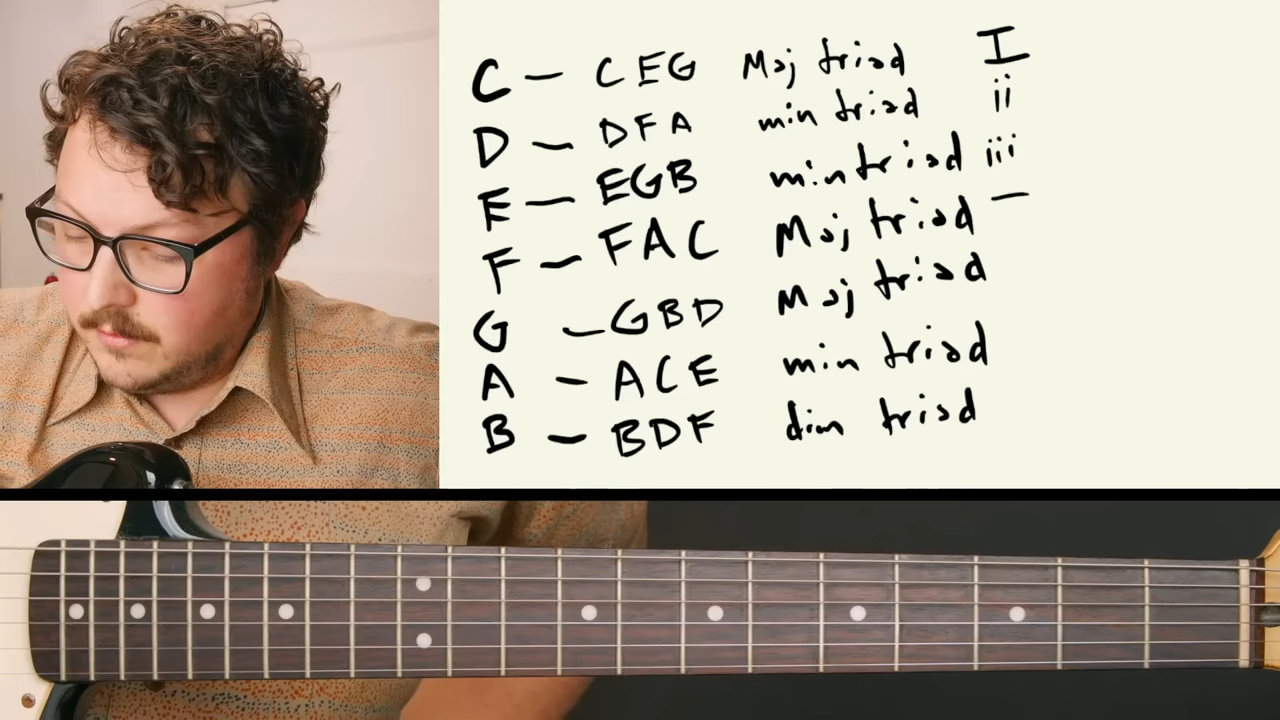 C – CEG Maj triad I
D – DFA min triad ii
E – EGB min triad iii
F – FAC Maj triad –
G – GBD Maj triad
A – ACE min triad
B – BDF dim triad